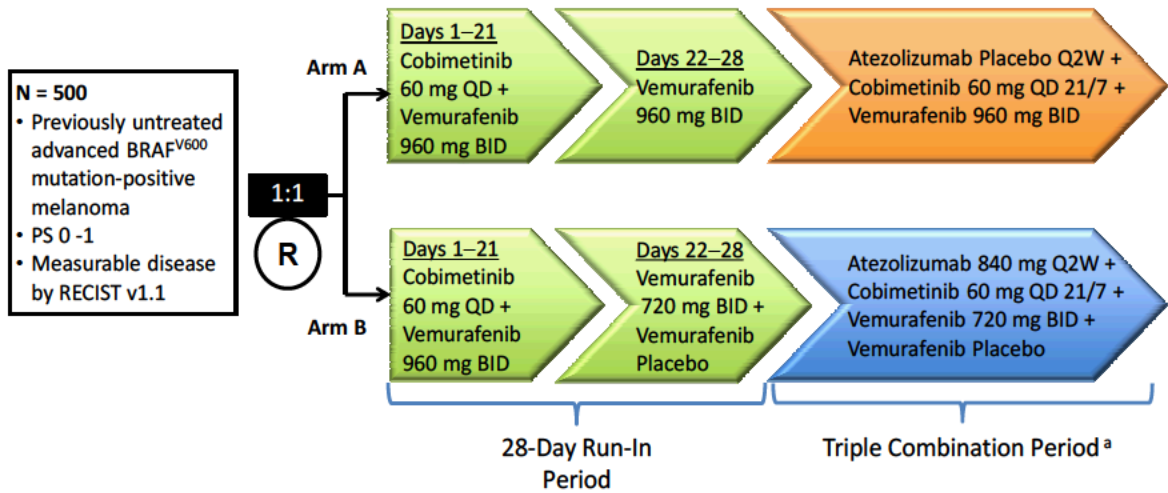 N = 500
• Previously untreated
advanced BRAFV600
mutation-positive
melanoma
• PS 0 -1
• Measurable disease
by RECIST v1.1
1:1
R
Arm A
Days 1–21
Cobimetinib
60 mg QD +
Vemurafenib
960 mg BID
Days 22–28
Vemurafenib
960 mg BID
Atezolizumab Placebo Q2W +
Cobimetinib 60 mg QD 21/7 +
Vemurafenib 960 mg BID
Arm B
Days 1–21
Cobimetinib
60 mg QD +
Vemurafenib
960 mg BID
Days 22–28
Vemurafenib
720 mg BID +
Vemurafenib
Placebo
Atezolizumab 840 mg Q2W +
Cobimetinib 60 mg QD 21/7 +
Vemurafenib 720 mg BID +
Vemurafenib Placebo
28-Day Run-In
Period
Triple Combination Period a